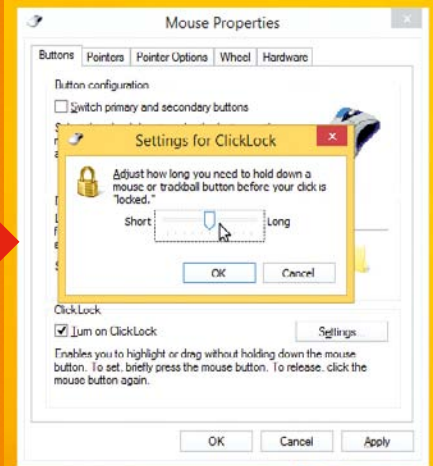 Mouse Properties
Buttons Pointers Pointer Options Wheel Hardware
Button configuration
Switch primary and secondary buttons
Settings for ClickLock
Adjust how long you need to hold down a
mouse or trackball button before your click is
"locked."
Short Long
OK Cancel
ClickLock
Turn on ClickLock Settings...
Enables you to highlight or drag without holding down the mouse
button. To set, briefly press the mouse button. To release, click the
mouse button again.
OK Cancel Apply